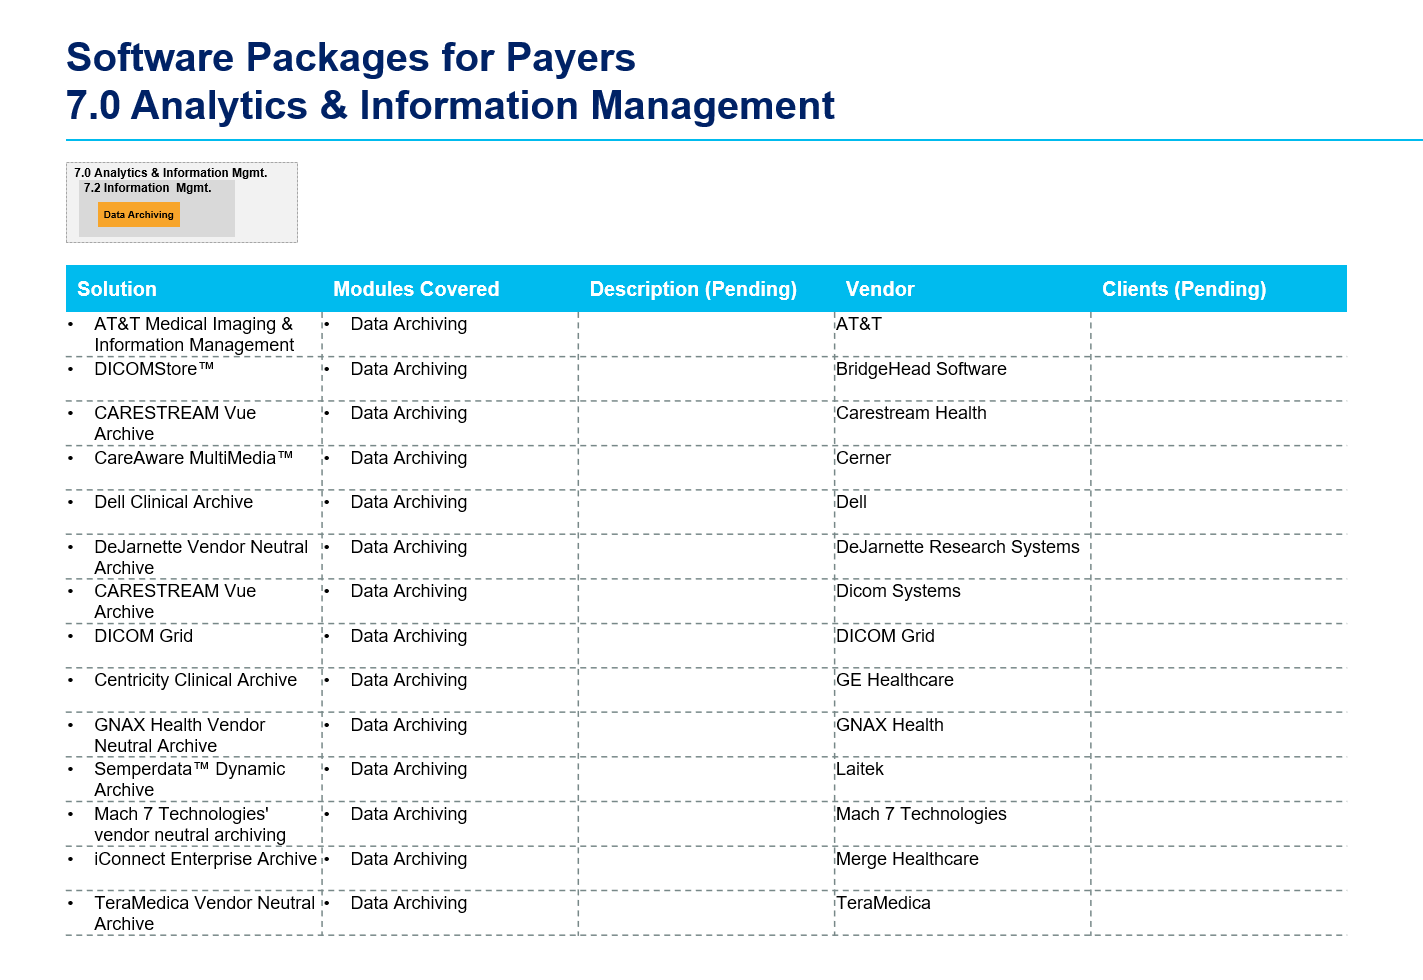 Software Packages for Payers
7.0 Analytics & Information Management
7.0 Analytics & Information Mgmt.
7.2 Information Mgmt.
Data Archiving
Solution Modules Covered Description (Pending) Vendor Clients (Pending)
• AT&T Medical Imaging & • Data Archiving AT&T
Information Management
• DICOMStore™ • Data Archiving BridgeHead Software
• CARESTREAM Vue • Data Archiving Carestream Health
Archive
• CareAware MultiMedia™ • Data Archiving Cerner
• Dell Clinical Archive • Data Archiving Dell
• DeJarnette Vendor Neutral • Data Archiving DeJarnette Research Systems
Archive
• CARESTREAM Vue • Data Archiving Dicom Systems
Archive
• DICOM Grid • Data Archiving DICOM Grid
• Centricity Clinical Archive • Data Archiving GE Healthcare
• GNAX Health Vendor • Data Archiving GNAX Health
Neutral Archive
• Semperdata™ Dynamic • Data Archiving Laitek
Archive
• Mach 7 Technologies' • Data Archiving Mach 7 Technologies
vendor neutral archiving
• iConnect Enterprise Archive • Data Archiving Merge Healthcare
• TeraMedica Vendor Neutral • Data Archiving TeraMedica
Archive